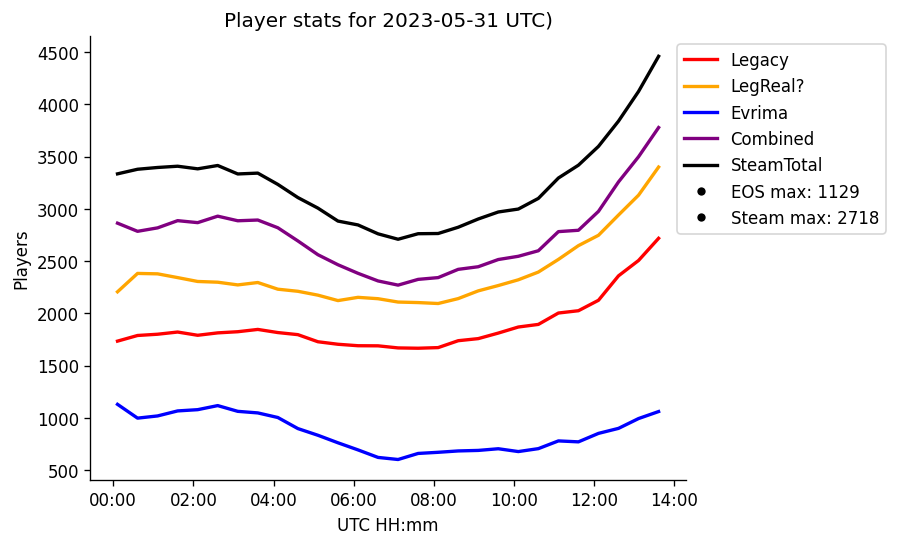 Player stats for 2023-05-31 UTC)
Players
4500
4000
3500
3000
2500
2000
1500
1000
500
00:00 02:00 04:00 06:00 08:00 10:00 12:00 14:00
UTC HH:mm
Legacy
LegReal?
Evrima
Combined
SteamTotal
EOS max: 1129
Steam max: 2718